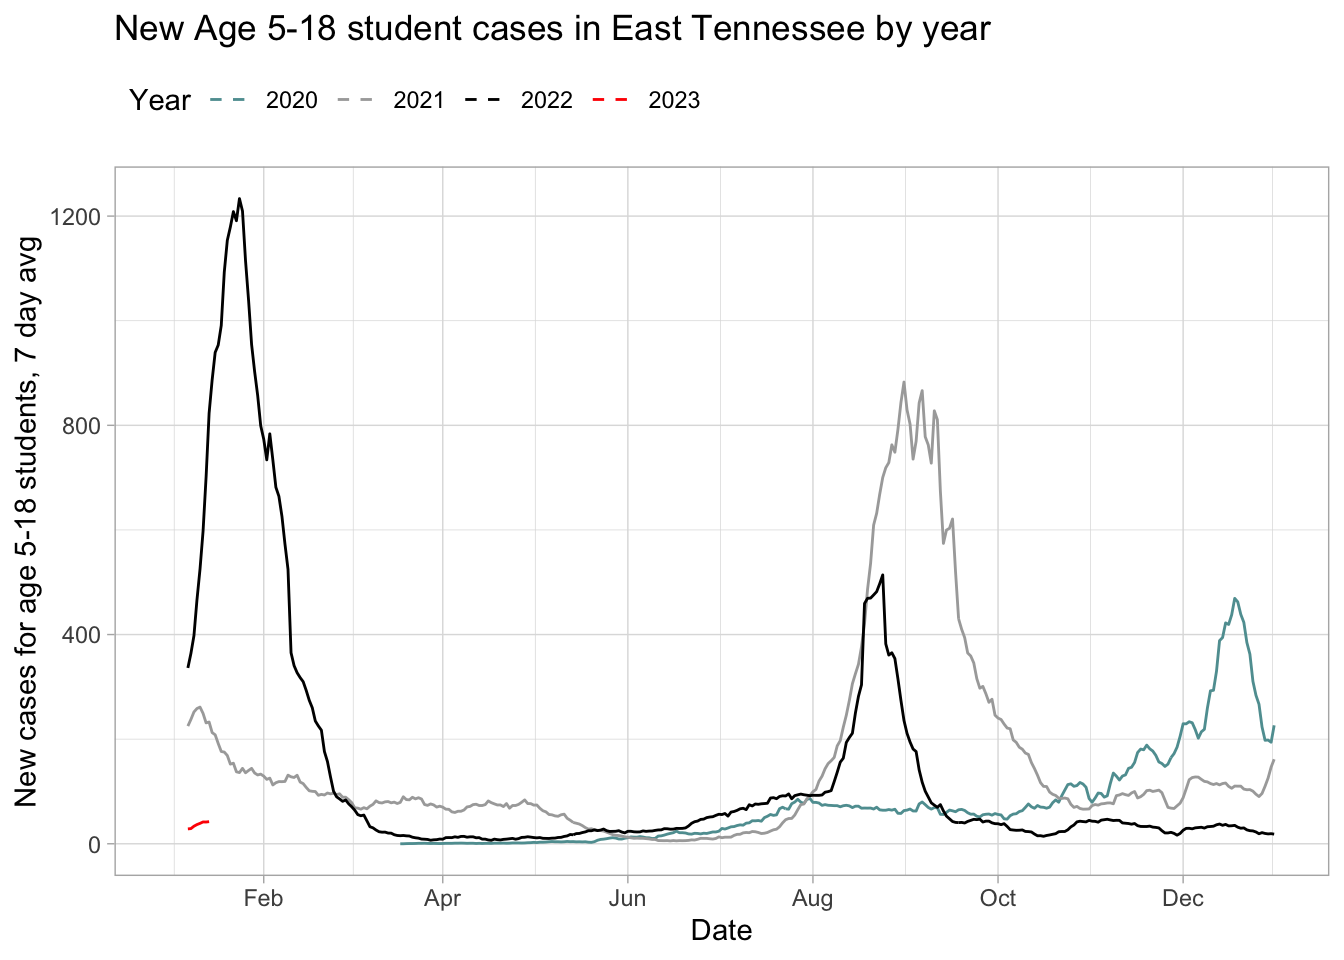 New Age 5-18 student cases in East Tennessee by year
Year 2020 2021 2022 2023
New cases for age 5-18 students, 7 day avg
1200
800
400
0
Feb Apr Jun Aug Oct Dec
Date